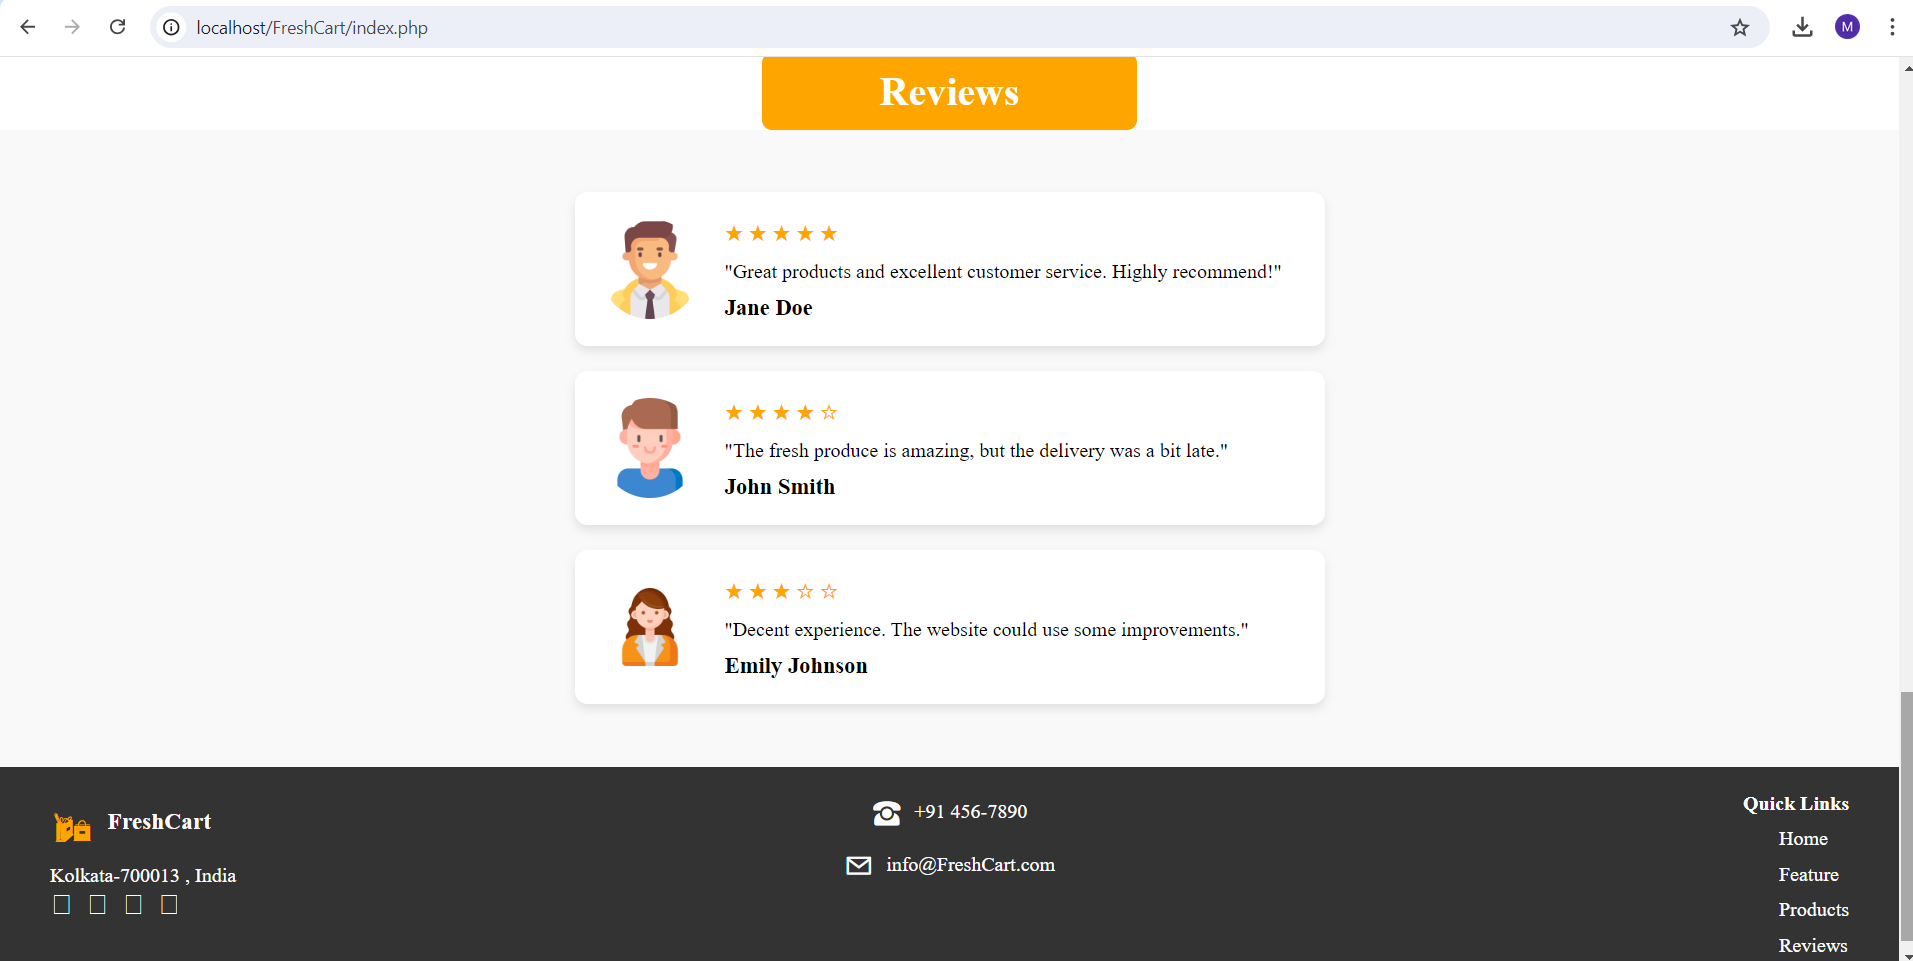 localhost/FreshCart/index.php
M
Reviews
★ ★ ★ ★ ★
"Great products and excellent customer service. Highly recommend!"
Jane Doe
★ ★ ★ ★ ☆
"The fresh produce is amazing, but the delivery was a bit late."
John Smith
★ ★ ★ ☆ ☆
"Decent experience. The website could use some improvements."
Emily Johnson
FreshCart
Kolkata-700013 , India
+91 456-7890
info@FreshCart.com
Quick Links
Home
Feature
Products
Reviews